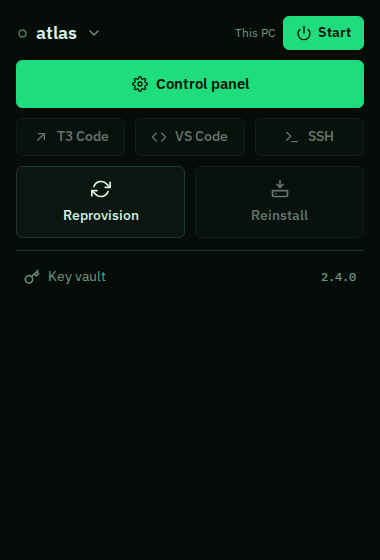 atlas
This PC
Start
Control panel
T3 Code
VS Code
SSH
Reprovision
Reinstall
Key vault
2.4.0